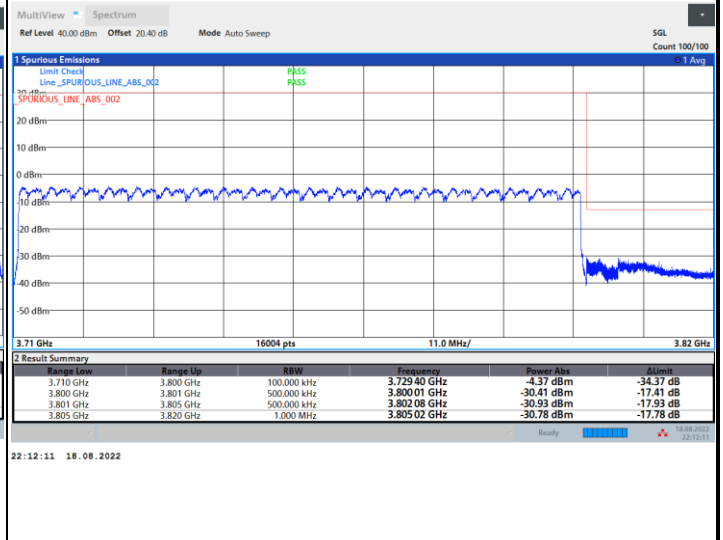 MultiView Spectrum
Ref Level 40.00 dBm Offset 20.40 dB Mode Auto Sweep SGL
Count 100/100
1 Spurious Emissions 1 Avg
Limit Check PASS
Line _SPURIOUS_LINE_ABS_002 PASS
30 dBm
_SPURIOUS_LINE_ABS_002
20 dBm
10 dBm
0 dBm
-10 dBm
-20 dBm
-30 dBm
-40 dBm
-50 dBm
3.71 GHz 16004 pts 11.0 MHz/ 3.82 GHz
2 Result Summary
Range Low Range Up RBW Frequency Power Abs ΔLimit
3.710 GHz 3.800 GHz 100.000 kHz 3.729 40 GHz -4.37 dBm -34.37 dB
3.800 GHz 3.801 GHz 500.000 kHz 3.800 01 GHz -30.41 dBm -17.41 dB
3.801 GHz 3.805 GHz 500.000 kHz 3.802 08 GHz -30.93 dBm -17.93 dB
3.805 GHz 3.820 GHz 1.000 MHz 3.805 02 GHz -30.78 dBm -17.78 dB
Ready 18.08.2022
22:12:11
22:12:11 18.08.2022